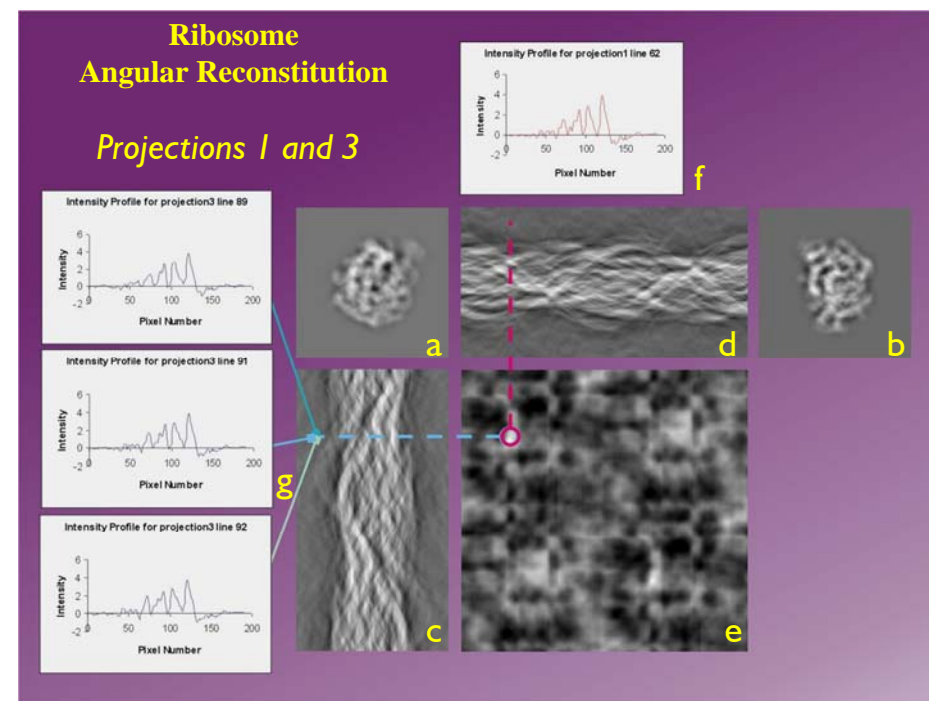 Ribosome
Angular Reconstitution
Projections 1 and 3
Intensity Profile for projection1 line 62
Intensity
6
4
2
0
-2
0
50
100
150
200
Pixel Number
f
Intensity Profile for projection3 line 89
Intensity
6
4
2
0
-2
0
50
100
150
200
Pixel Number
Intensity Profile for projection3 line 91
Intensity
6
4
2
0
-2
0
50
100
150
200
Pixel Number
Intensity Profile for projection3 line 92
Intensity
6
4
2
0
-2
0
50
100
150
200
Pixel Number
a
d
b
g
c
e